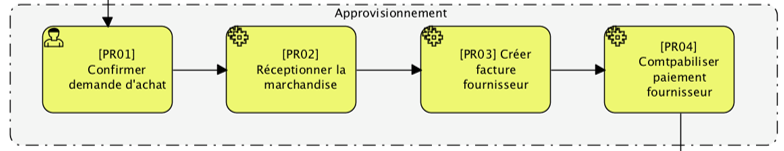 Approvisionnement
[PR01]
Confirmer
demande d'achat
[PR02]
Réceptionner la
marchandise
[PR03] Créer
facture
fournisseur
[PR04]
Comtpabiliser
paiement
fournisseur